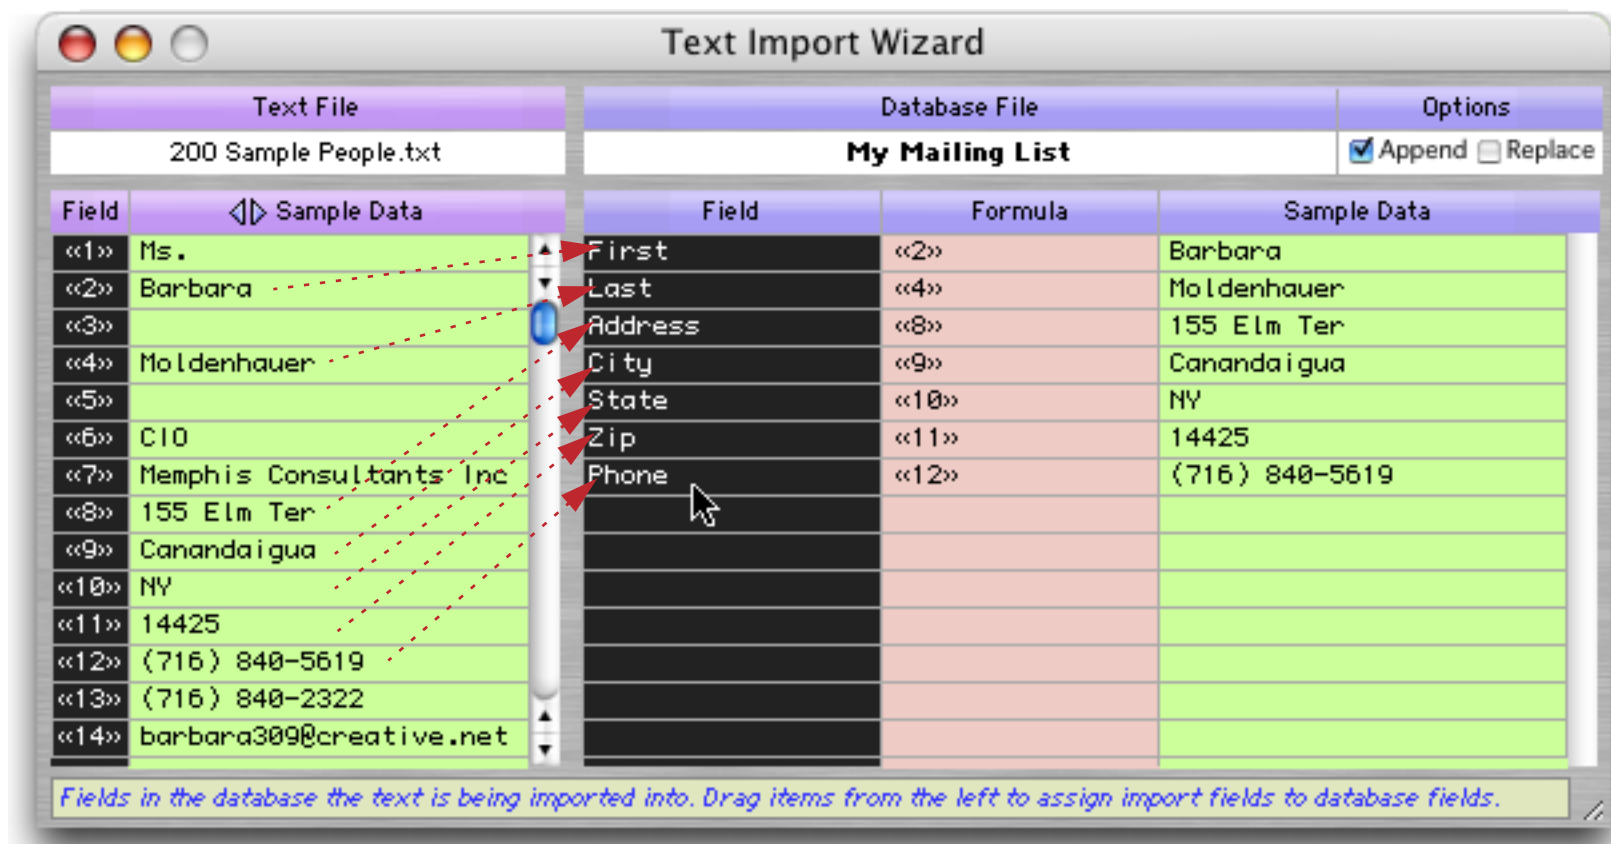 Text Import Wizard
Text File
Database File
Options
200 Sample People.txt
My Mailing List
Append Replace
Field Sample Data
Field Formula Sample Data
«1» Ms.
First «2» Barbara
«2» Barbara
Last «4» Moldenhauer
«3»
Address «8» 155 Elm Ter
«4» Moldenhauer
City «9» Canandaigua
«5»
State «10» NY
«6» CIO
Zip «11» 14425
«7» Memphis Consultants Inc
Phone «12» (716) 840-5619
«8» 155 Elm Ter
«9» Canandaigua
«10» NY
«11» 14425
«12» (716) 840-5619
«13» (716) 840-2322
«14» barbara309@creative.net
Fields in the database the text is being imported into. Drag items from the left to assign import fields to database fields.